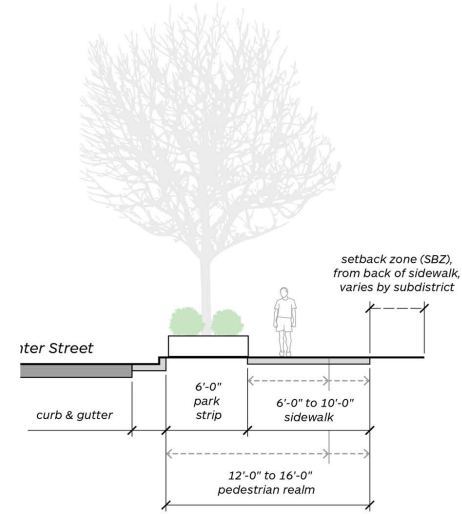 setback zone (SBZ),
from back of sidewalk,
varies by subdistrict
nter Street
6'-0"
park
strip
6'-0" to 10'-0"
sidewalk
curb & gutter
12'-0" to 16'-0"
pedestrian realm